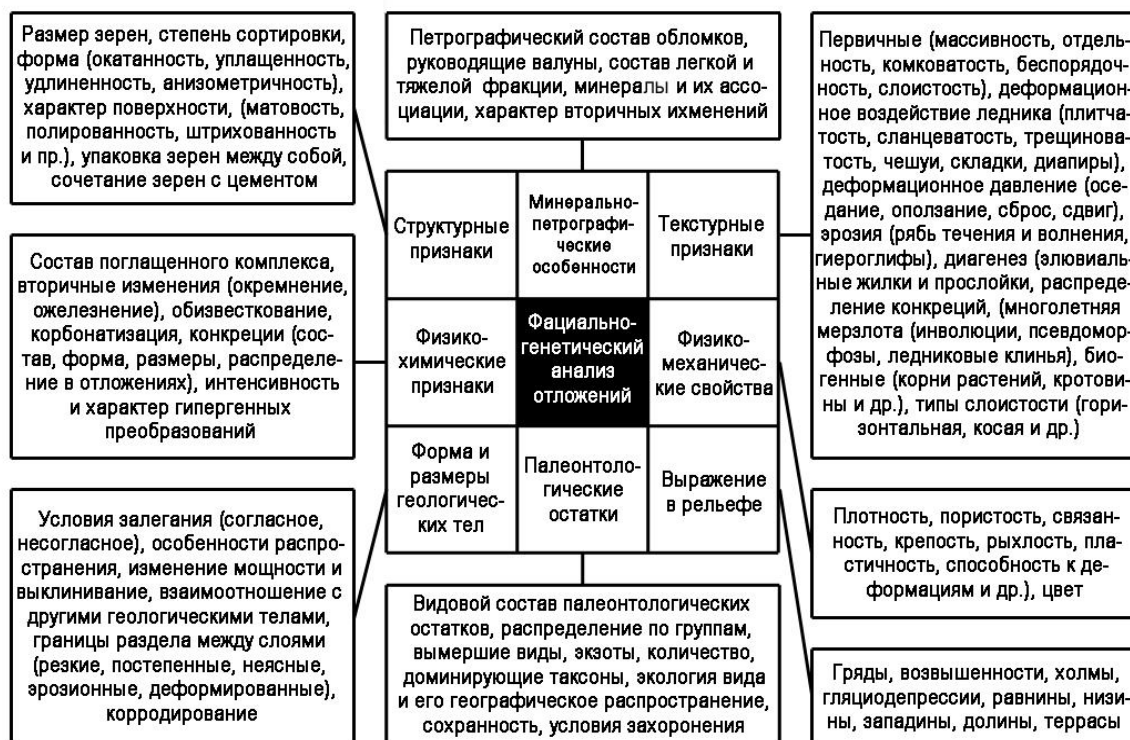 Размер зерен, степень сортировки,
форма (окатанность, уплащенность,
удлиненность, анизометричность),
характер поверхности, (матовость,
полированность, штрихованность
и пр.), упаковка зерен между собой,
сочетание зерен с цементом
Петрографический состав обломков,
руководящие валуны, состав легкой и
тяжелой фракции, минералы и их ассо-
циации, характер вторичных ихменений
Первичные (массивность, отдель-
ность, комковатость, беспорядоч-
ность, слоистость), деформацион-
ное воздействие ледника (плитча-
тость, сланцеватость, трещинова-
тость, чешуи, складки, диапиры),
деформационное давление (осе-
дание, оползание, сброс, сдвиг),
эрозия (рябь течения и волнения,
гиероглифы), диагенез (элювиаль-
ные жилки и прослойки, распреде-
ление конкреций, (многолетняя
мерзлота (инволюции, псевдомор-
фозы, ледниковые клинья), био-
генные (корни растений, кротови-
ны и др.), типы слоистости (гори-
зонтальная, косая и др.)
Структурные
признаки
Минерально-
петрографи-
ческие
особенности
Текстурные
признаки
Состав поглащенного комплекса,
вторичные изменения (окремнение,
ожелезнение), обизвесткование,
корбонатизация, конкреции (сос-
тав, форма, размеры, распределе-
ние в отложениях), интенсивность
и характер гипергенных
преобразований
Физико-
химические
признаки
Фациально-
генетический
анализ
отложений
Физико-
механичес-
кие свойства
Форма и
размеры
геологичес-
ких тел
Палеонтоло-
гические
остатки
Выражение
в рельефе
Условия залегания (согласное,
несогласное), особенности распро-
странения, изменение мощности и
выклинивание, взаимоотношение с
другими геологическими телами,
границы раздела между слоями
(резкие, постепенные, неясные,
эрозионные, деформированные),
корродирование
Видовой состав палеонтологических
остатков, распределение по группам,
вымершие виды, экзоты, количество,
доминирующие таксоны, экология вида
и его географическое распространение,
сохранность, условия захоронения
Плотность, пористость, связан-
ность, крепость, рыхлость, пла-
стичность, способность к де-
формациям и др.), цвет
Гряды, возвышенности, холмы,
гляциодепрессии, равнины, низи-
ны, западины, долины, террасы